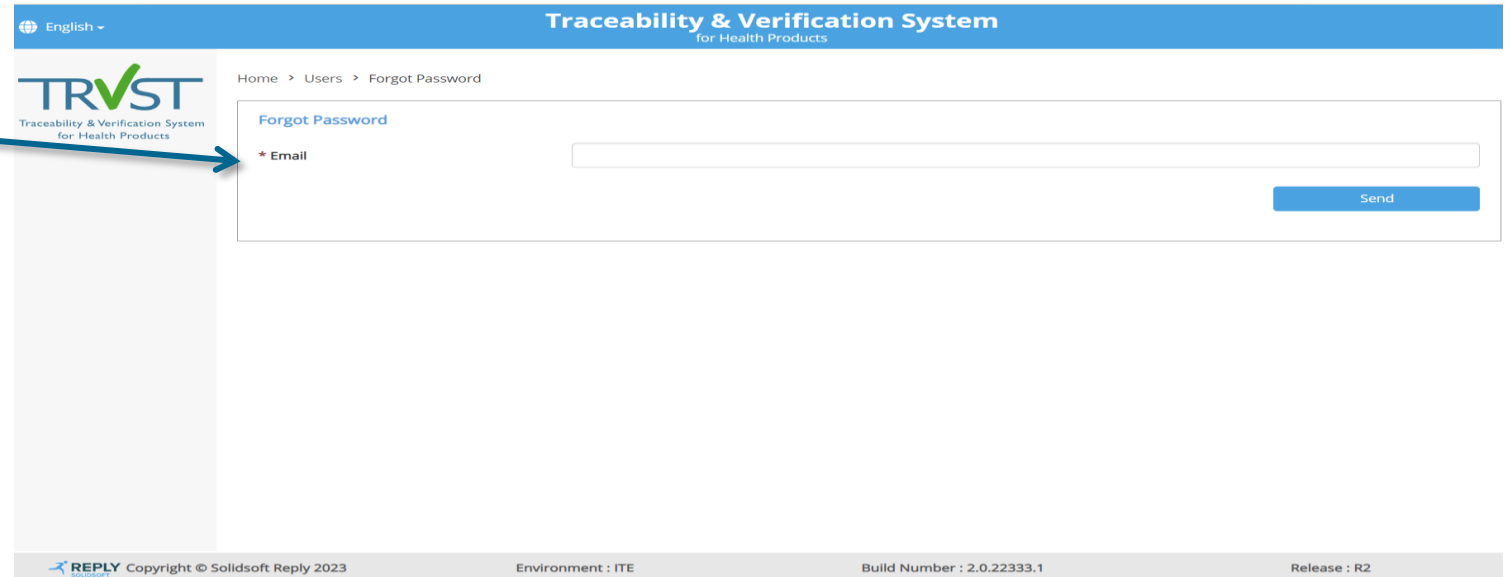 English
Traceability & Verification System
for Health Products
TRVST
Traceability & Verification System
for Health Products
Home > Users > Forgot Password
Forgot Password
* Email
Send
REPLY Copyright © Solidsoft Reply 2023
SOLIDSOFT
Environment : ITE
Build Number : 2.0.22333.1
Release : R2